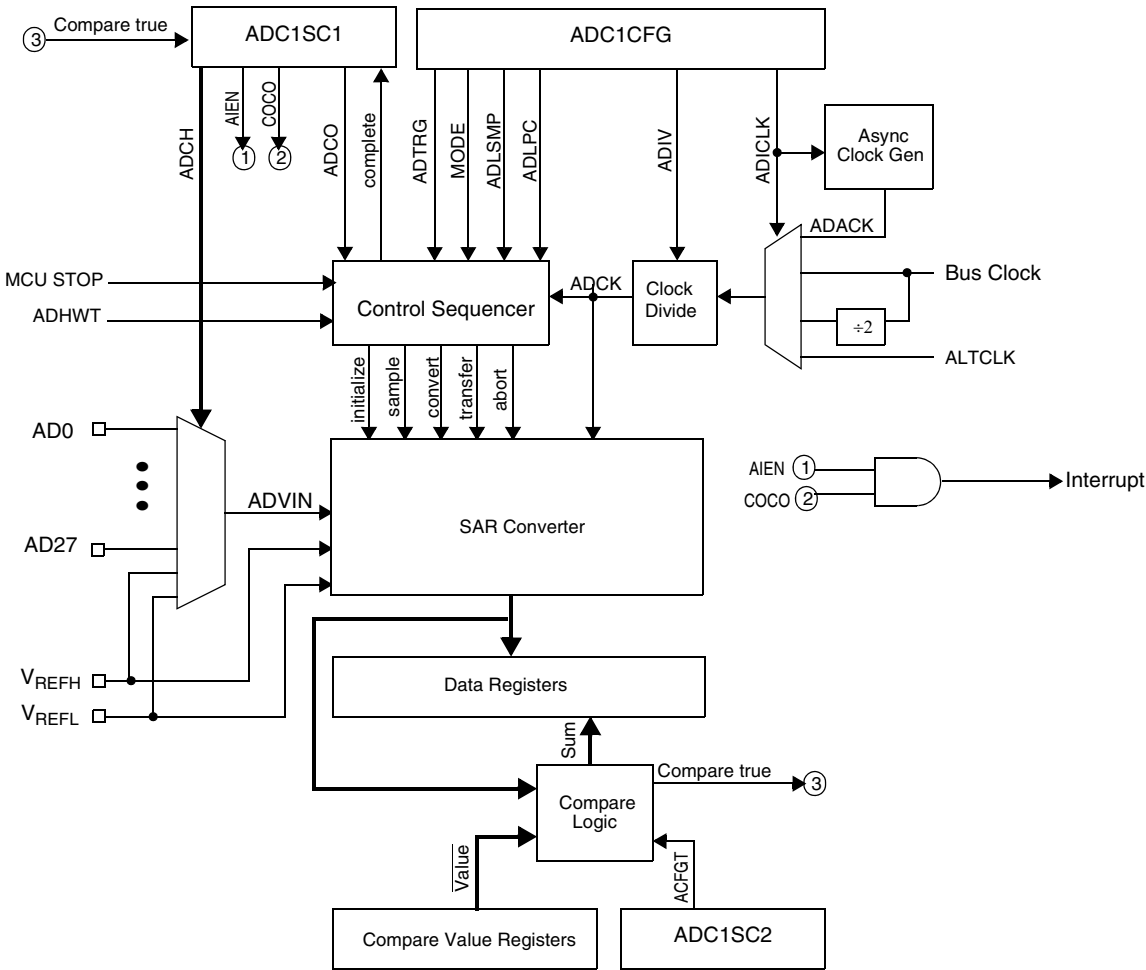 3 Compare true
ADC1SC1
ADC1CFG
ADCH
AIEN
COCO
ADCO
complete
ADTRG
MODE
ADLSMP
ADLPC
ADIV
ADICLK
1
2
Async
Clock Gen
ADACK
MCU STOP
ADHWT
Control Sequencer
ADCK
Clock
Divide
Bus Clock
÷2
ALTCLK
initialize
sample
convert
transfer
abort
AD0
AD27
ADVIN
SAR Converter
AIEN 1
COCO 2
Interrupt
VREFH
VREFL
Data Registers
Sum
Compare true
3
Compare
Logic
Value
ACFGT
Compare Value Registers
ADC1SC2